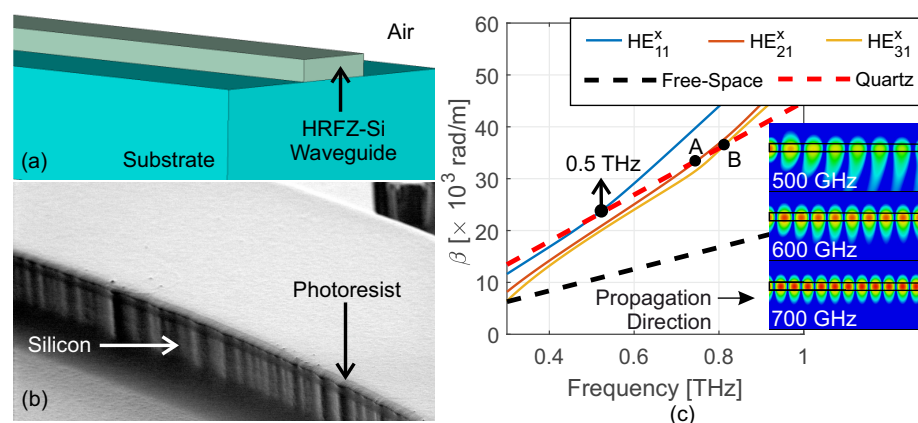 Air
HRFZ-Si
Waveguide
Substrate
(a)
Photoresist
Silicon
(b)
HE^x_11 HE^x_21 HE^x_31
Free-Space Quartz
β [× 10³ rad/m]
60
50
40
30
20
10
0
0.5 THz
A
B
500 GHz
600 GHz
700 GHz
Propagation
Direction
0.4 0.6 0.8 1
Frequency [THz]
(c)